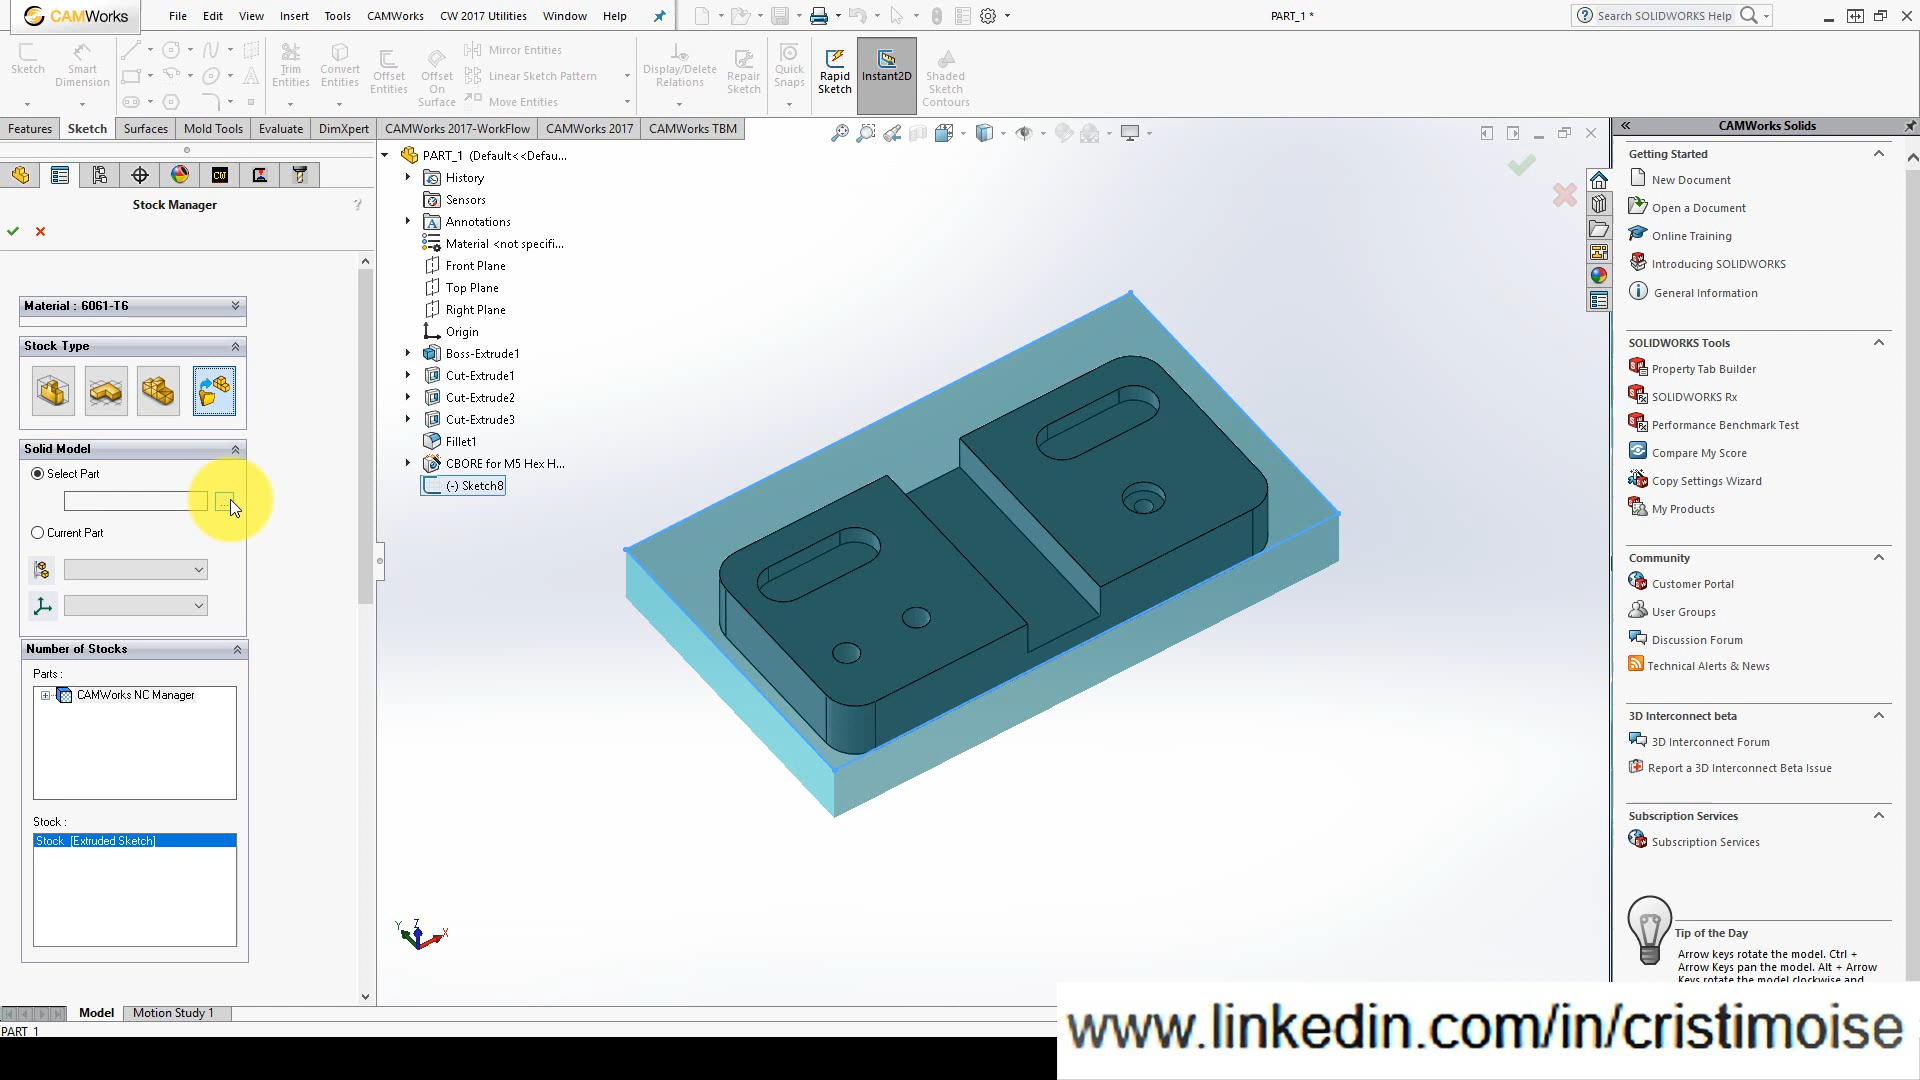 CAMWorks
File Edit View Insert Tools CAMWorks CW 2017 Utilities Window Help
PART_1 *
Search SOLIDWORKS Help
Sketch
Smart Dimension
Trim Entities
Convert Entities
Offset Entities
Offset On Surface
Mirror Entities
Linear Sketch Pattern
Move Entities
Display/Delete Relations
Repair Sketch
Quick Snaps
Rapid Sketch
Instant2D
Shaded Sketch Contours
Features Sketch Surfaces Mold Tools Evaluate DimXpert CAMWorks 2017-WorkFlow CAMWorks 2017 CAMWorks TBM
Stock Manager
?
Material : 6061-T6
Stock Type
Solid Model
Select Part
...
Current Part
Number of Stocks
Parts :
CAMWorks NC Manager
Stock :
Stock [Extruded Sketch]
PART_1 (Default<<Defau...
History
Sensors
Annotations
Material <not specifi...
Front Plane
Top Plane
Right Plane
Origin
Boss-Extrude1
Cut-Extrude1
Cut-Extrude2
Cut-Extrude3
Fillet1
CBORE for M5 Hex H...
(-) Sketch8
Y Z X
Model Motion Study 1
PART 1
CAMWorks Solids
Getting Started
New Document
Open a Document
Online Training
Introducing SOLIDWORKS
General Information
SOLIDWORKS Tools
Property Tab Builder
SOLIDWORKS Rx
Performance Benchmark Test
Compare My Score
Copy Settings Wizard
My Products
Community
Customer Portal
User Groups
Discussion Forum
Technical Alerts & News
3D Interconnect beta
3D Interconnect Forum
Report a 3D Interconnect Beta Issue
Subscription Services
Subscription Services
Tip of the Day
Arrow keys rotate the model. Ctrl +
Arrow Keys pan the model. Alt + Arrow
Keys rotate the model clockwise and
www.linkedin.com/in/cristimoise